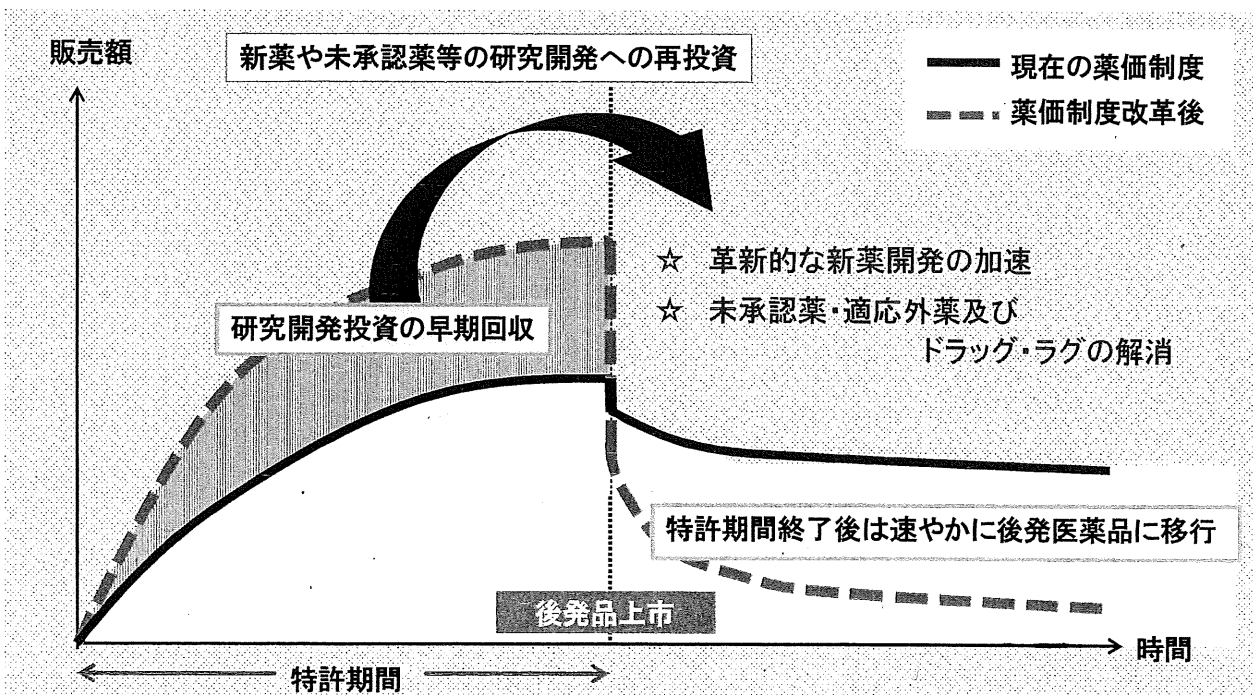 販売額
新薬や未承認薬等の研究開発への再投資
現在の薬価制度
薬価制度改革後
☆ 革新的な新薬開発の加速
☆ 未承認薬・適応外薬及び
ドラッグ・ラグの解消
研究開発投資の早期回収
特許期間終了後は速やかに後発医薬品に移行
後発品上市
時間
特許期間